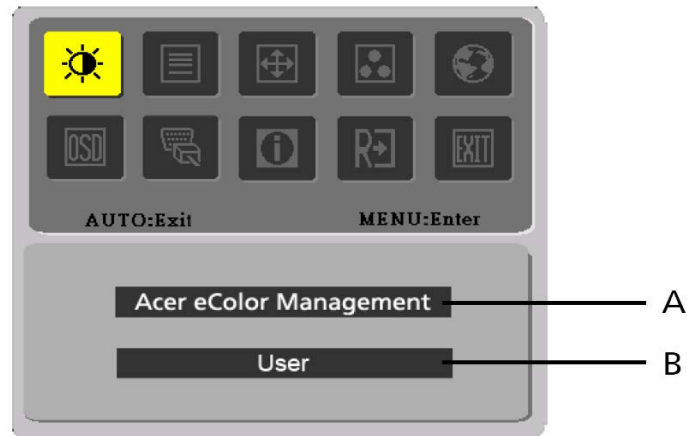 OSD R EXIT
AUTO:Exit MENU:Enter
Acer eColor Management A
User B